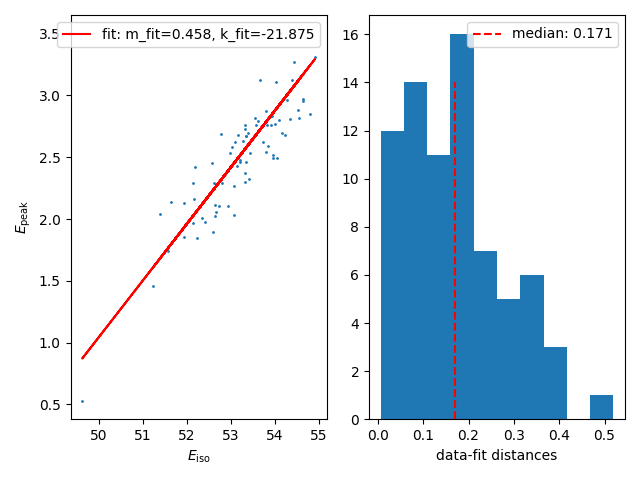 fit: m_fit=0.458, k_fit=-21.875
3.5
3.0
2.5
2.0
1.5
1.0
0.5
E_peak
50 51 52 53 54 55
E_iso
median: 0.171
16
14
12
10
8
6
4
2
0
0.0 0.1 0.2 0.3 0.4 0.5
data-fit distances